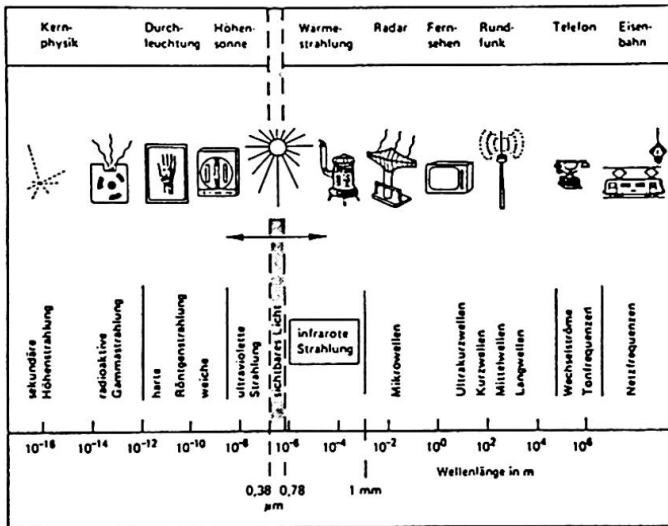 Kern-
physik
Durch-
leuchtung
Höhen-
sonne
Wärme-
strahlung
Radar
Fern-
sehen
Rund-
funk
Telefon
Eisen-
bahn
sekundäre
Höhenstrahlung
radioaktive
Gammastrahlung
harte
Röntgenstrahlung
weiche
ultraviolette
Strahlung
sichtbares Licht
infrarote
Strahlung
Mikrowellen
Ultrakurzwellen
Kurzwellen
Mittelwellen
Langwellen
Wechselströme
Tonfrequenzen
Netzfrequenzen
10⁻¹⁶ 10⁻¹⁴ 10⁻¹² 10⁻¹⁰ 10⁻⁸ 10⁻⁶ 10⁻⁴ 10⁻² 10⁰ 10² 10⁴ 10⁶
Wellenlänge in m
0,38 0,78 1 mm
µm